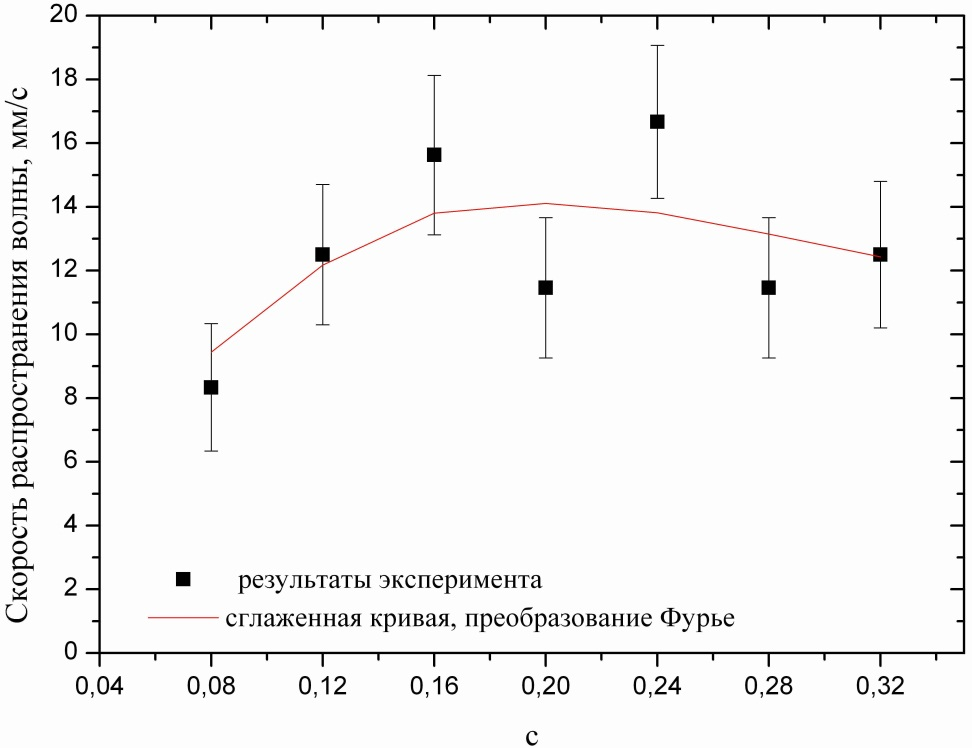 Скорость распространения волны, мм/с
20
18
16
14
12
10
8
6
4
2
0
результаты эксперимента
сглаженная кривая, преобразование Фурье
0,04 0,08 0,12 0,16 0,20 0,24 0,28 0,32
с